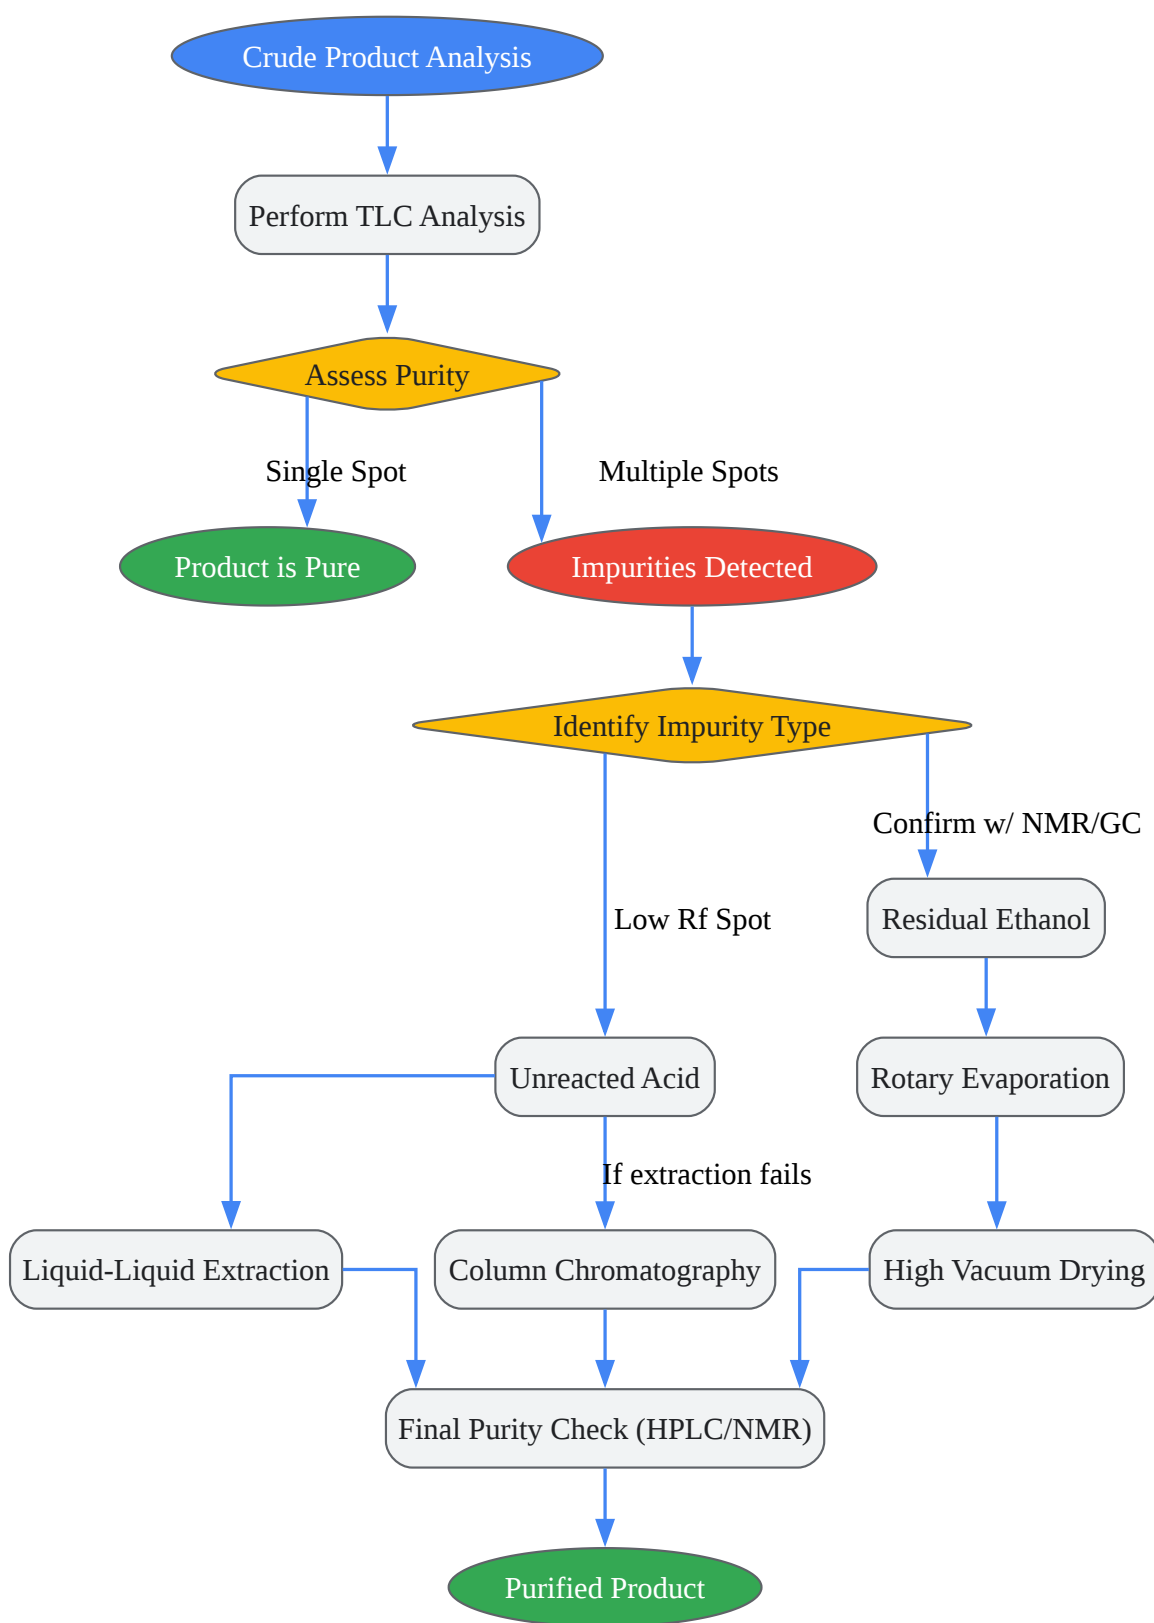 Crude Product Analysis
Perform TLC Analysis
Assess Purity
Single Spot
Multiple Spots
Product is Pure
Impurities Detected
Identify Impurity Type
Confirm w/ NMR/GC
Low Rf Spot
Residual Ethanol
Unreacted Acid
Rotary Evaporation
If extraction fails
Liquid-Liquid Extraction
Column Chromatography
High Vacuum Drying
Final Purity Check (HPLC/NMR)
Purified Product